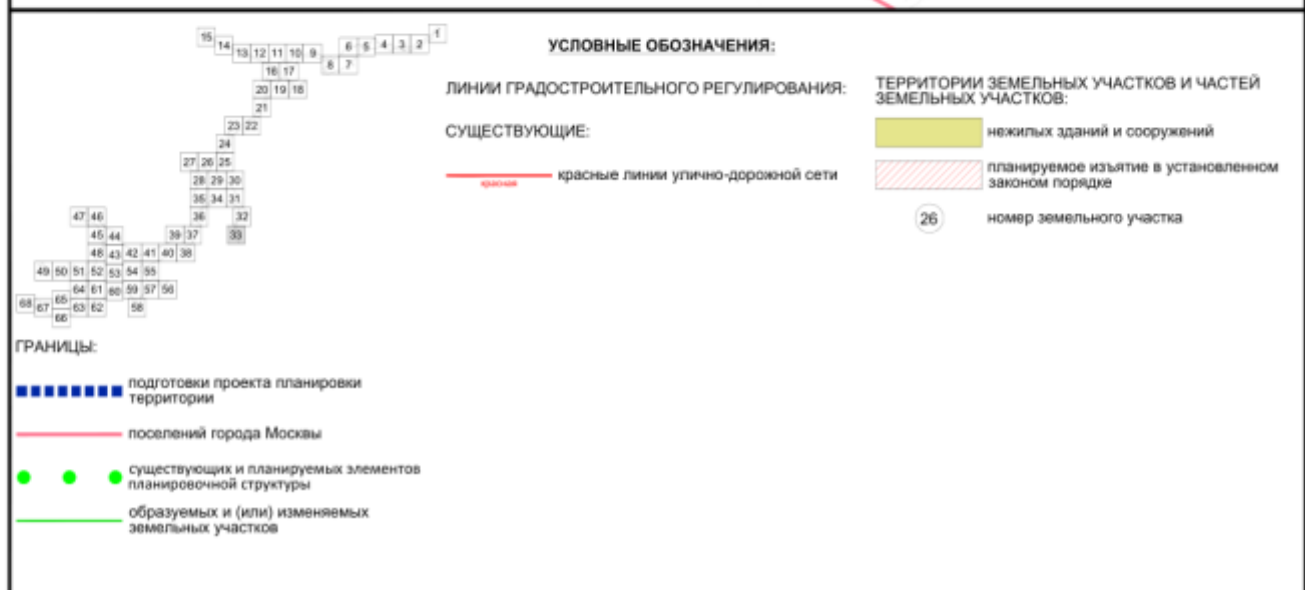 1
15 14 13 12 11 10 9 6 5 4 3 2
8 7
16 17
20 19 18
21
23 22
24
27 26 25
28 29 30
35 34 31
47 46 36 32
45 44 39 37 33
48 43 42 41 40 38
49 50 51 52 53 54 55
64 61 60 59 57 56
68 67 65 63 62 58
66
УСЛОВНЫЕ ОБОЗНАЧЕНИЯ:
ЛИНИИ ГРАДОСТРОИТЕЛЬНОГО РЕГУЛИРОВАНИЯ:
СУЩЕСТВУЮЩИЕ:
красные линии улично-дорожной сети
красная
ТЕРРИТОРИИ ЗЕМЕЛЬНЫХ УЧАСТКОВ И ЧАСТЕЙ
ЗЕМЕЛЬНЫХ УЧАСТКОВ:
нежилых зданий и сооружений
планируемое изъятие в установленном
законом порядке
26 номер земельного участка
ГРАНИЦЫ:
подготовки проекта планировки
территории
поселений города Москвы
существующих и планируемых элементов
планировочной структуры
образуемых и (или) изменяемых
земельных участков